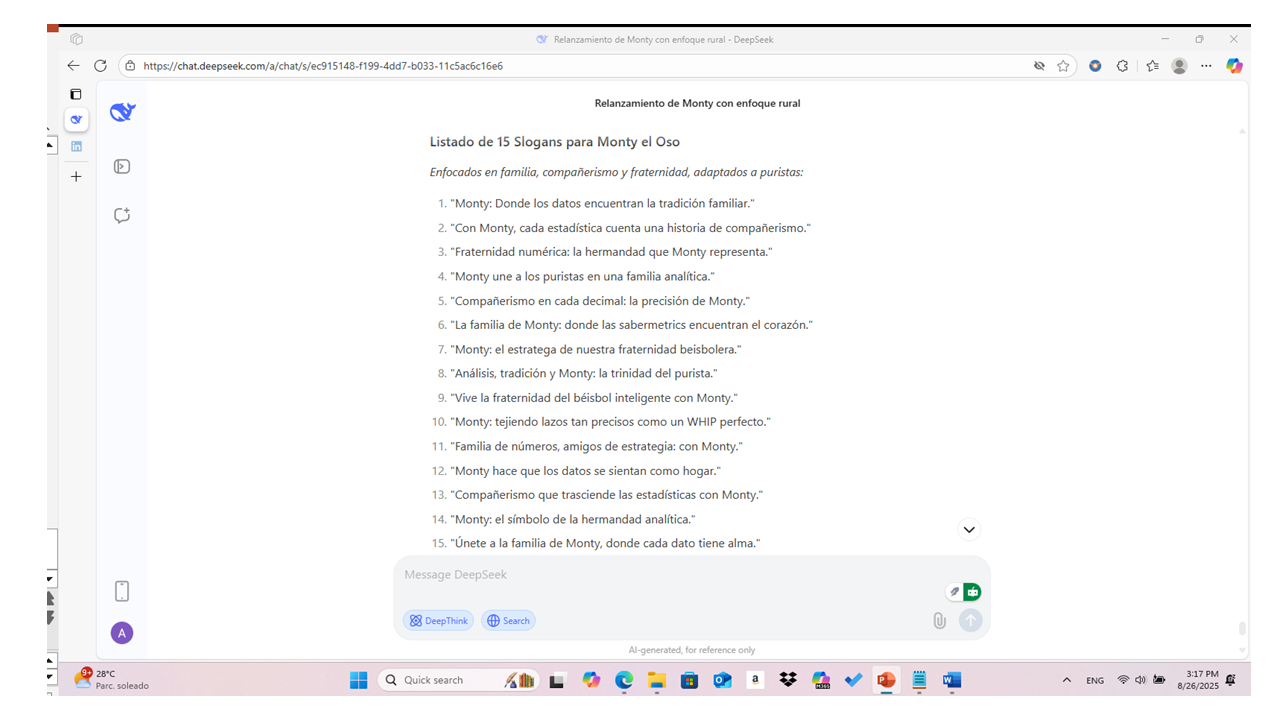 Relanzamiento de Monty con enfoque rural - DeepSeek
https://chat.deepseek.com/a/chat/s/ec915148-f199-4dd7-b033-11c5ac6c16e6
Relanzamiento de Monty con enfoque rural
Listado de 15 Slogans para Monty el Oso
Enfocados en familia, compañerismo y fraternidad, adaptados a puristas:
1. "Monty: Donde los datos encuentran la tradición familiar."
2. "Con Monty, cada estadística cuenta una historia de compañerismo."
3. "Fraternidad numérica: la hermandad que Monty representa."
4. "Monty une a los puristas en una familia analítica."
5. "Compañerismo en cada decimal: la precisión de Monty."
6. "La familia de Monty: donde las sabermetrics encuentran el corazón."
7. "Monty: el estratega de nuestra fraternidad beisbolera."
8. "Análisis, tradición y Monty: la trinidad del purista."
9. "Vive la fraternidad del béisbol inteligente con Monty."
10. "Monty: tejiendo lazos tan precisos como un WHIP perfecto."
11. "Familia de números, amigos de estrategia: con Monty."
12. "Monty hace que los datos se sientan como hogar."
13. "Compañerismo que trasciende las estadísticas con Monty."
14. "Monty: el símbolo de la hermandad analítica."
15. "Únete a la familia de Monty, donde cada dato tiene alma."
Message DeepSeek
DeepThink
Search
A
AI-generated, for reference only
9+
28°C
Parc. soleado
Quick search
a
M365
ENG
3:17 PM
8/26/2025